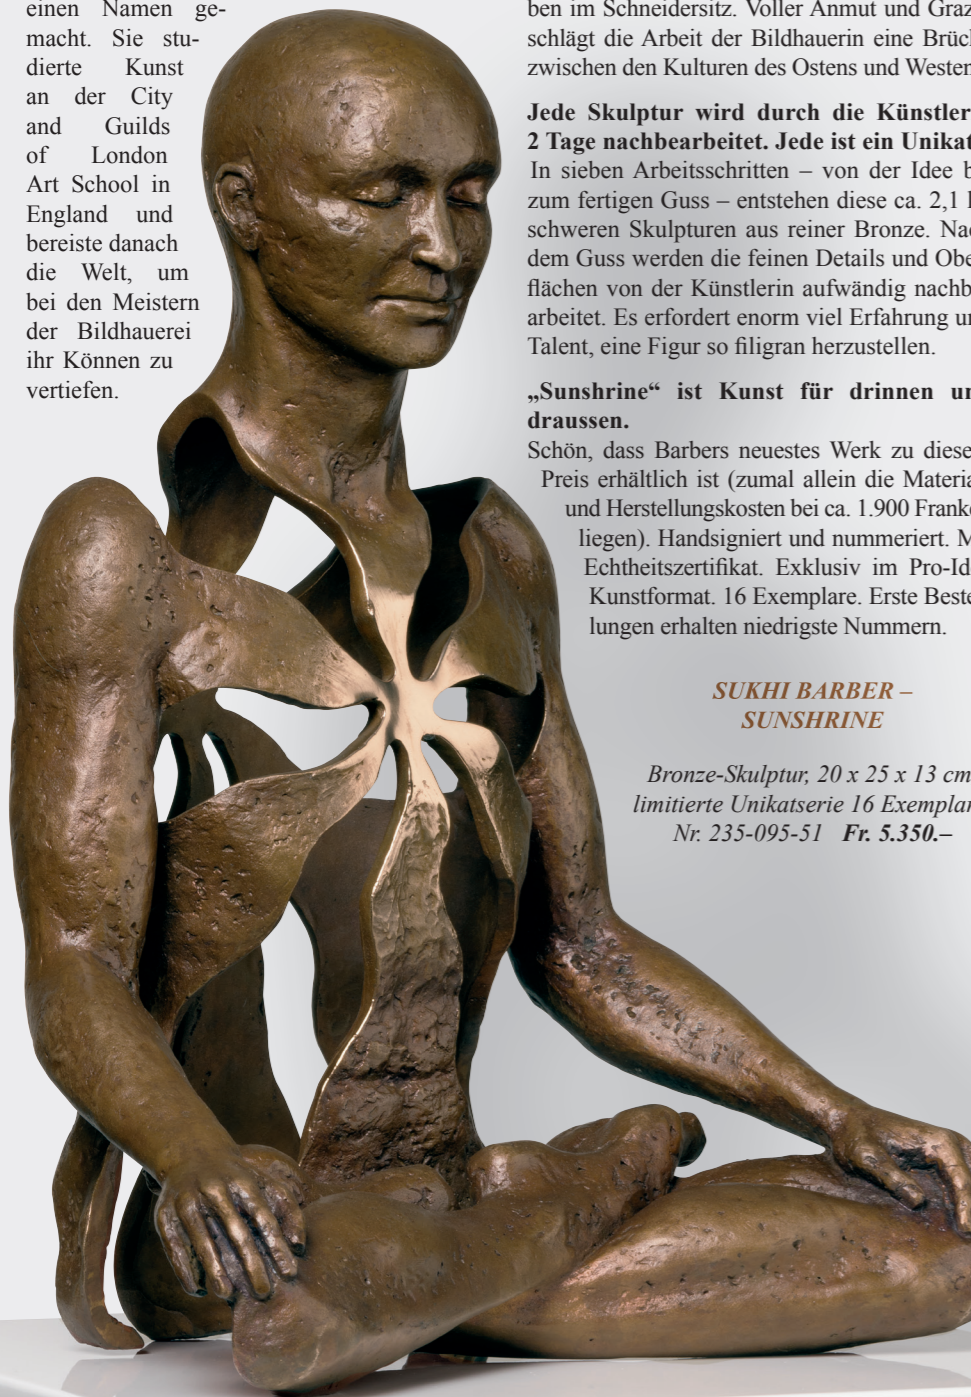 einen Namen ge-
macht. Sie stu-
dierte Kunst
an der City
and Guilds
of London
Art School in
England und
bereiste danach
die Welt, um
bei den Meistern
der Bildhauerei
ihr Können zu
vertiefen.
ben im Schneidersitz. Voller Anmut und Graz
schlägt die Arbeit der Bildhauerin eine Brück
zwischen den Kulturen des Ostens und Westen
Jede Skulptur wird durch die Künstler
2 Tage nachbearbeitet. Jede ist ein Unikat
In sieben Arbeitsschritten – von der Idee b
zum fertigen Guss – entstehen diese ca. 2,1 k
schweren Skulpturen aus reiner Bronze. Nac
dem Guss werden die feinen Details und Ober
flächen von der Künstlerin aufwändig nachb
arbeitet. Es erfordert enorm viel Erfahrung un
Talent, eine Figur so filigran herzustellen.
„Sunshrine“ ist Kunst für drinnen un
draussen.
Schön, dass Barbers neuestes Werk zu diese
Preis erhältlich ist (zumal allein die Materia
und Herstellungskosten bei ca. 1.900 Franke
liegen). Handsigniert und nummeriert. M
Echtheitszertifikat. Exklusiv im Pro-Id
Kunstformat. 16 Exemplare. Erste Beste
lungen erhalten niedrigste Nummern.
SUKHI BARBER –
SUNSHRINE
Bronze-Skulptur, 20 x 25 x 13 cm
limitierte Unikatserie 16 Exemplar
Nr. 235-095-51 Fr. 5.350.–